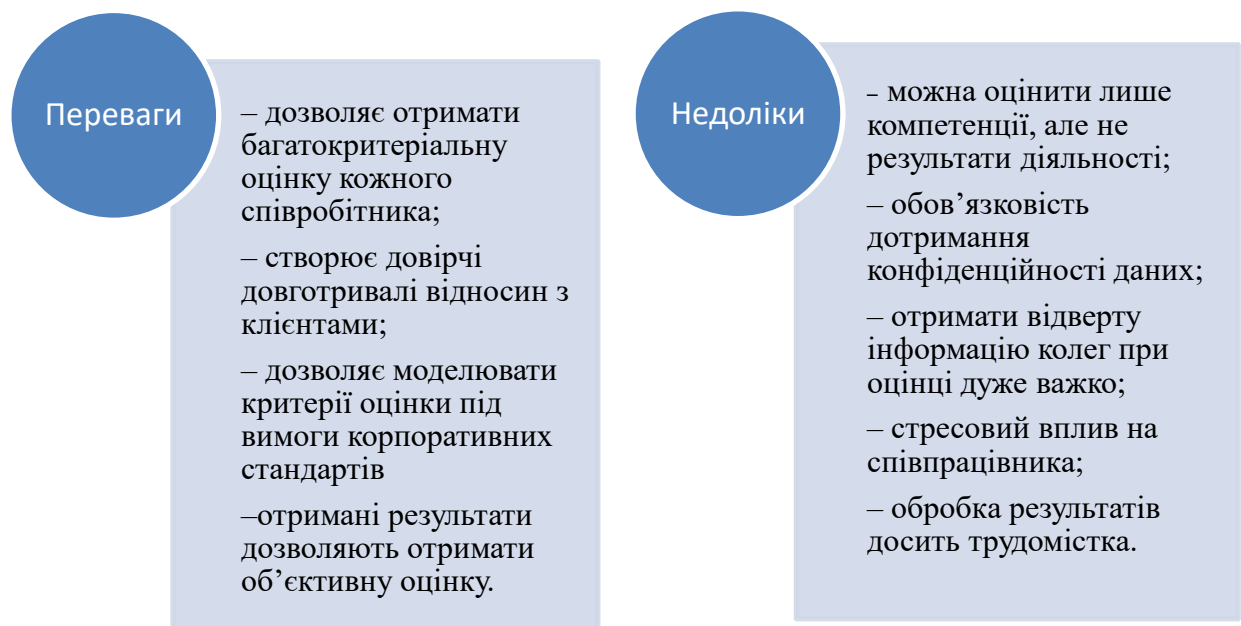 Переваги
– дозволяє отримати
багатокритеріальну
оцінку кожного
співробітника;
– створює довірчі
довготривалі відносин з
клієнтами;
– дозволяє моделювати
критерії оцінки під
вимоги корпоративних
стандартів
–отримані результати
дозволяють отримати
об’єктивну оцінку.
Недоліки
– можна оцінити лише
компетенції, але не
результати діяльності;
– обов’язковість
дотримання
конфіденційності даних;
– отримати відверту
інформацію колег при
оцінці дуже важко;
– стресовий вплив на
співпрацівника;
– обробка результатів
досить трудомістка.